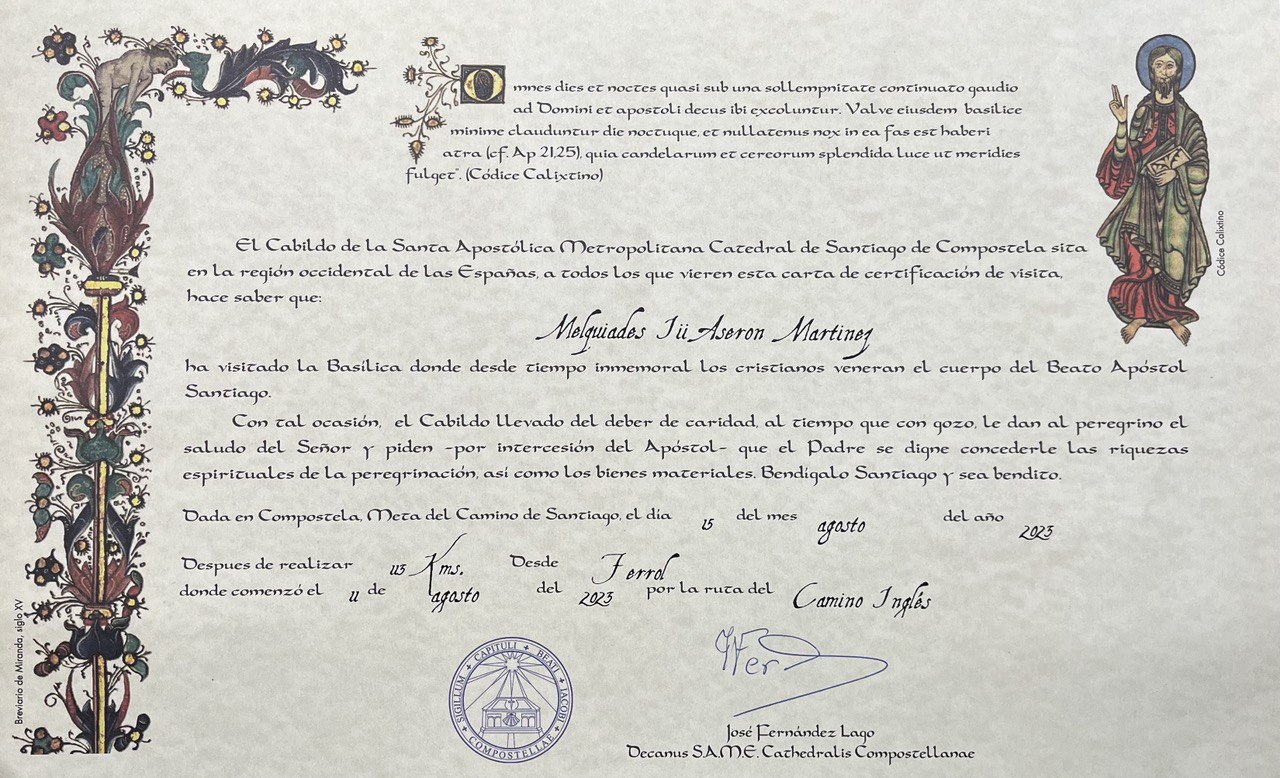 Omnes dies et noctes quasi sub una sollempnitate continuato gaudio
ad Domini et apostoli decus ibi excoluntur. Valve eiusdem basilice
minime clauduntur die noctuque, et nullatenus nox in ea fas est haberi
atra (cf. Ap 21,25), quia candelarum et cereorum splendida luce ut meridies
fulget". (Códice Calixtino)
Códice Calixtino
El Cabildo de la Santa Apostólica Metropolitana Catedral de Santiago de Compostela sita
en la región occidental de las Españas, a todos los que vieren esta carta de certificación de visita,
hace saber que:
Melquiades Iii Aseron Martinez
ha visitado la Basílica donde desde tiempo inmemoral los cristianos veneran el cuerpo del Beato Apóstol
Santiago.
Con tal ocasión, el Cabildo llevado del deber de caridad, al tiempo que con gozo, le dan al peregrino el
saludo del Señor y piden -por intercesión del Apóstol- que el Padre se digne concederle las riquezas
espirituales de la peregrinación, así como los bienes materiales. Bendígalo Santiago y sea bendito.
Dada en Compostela, Meta del Camino de Santiago, el día 15 del mes agosto del año 2023
Despues de realizar 113 Kms. Desde Ferrol
donde comenzó el 11 de agosto del 2023 por la ruta del Camino Inglés
Breviario de Miranda, siglo XV
SIGILLUM CAPITULI BEATI JACOBI COMPOSTELLAE
José Fernández Lago
Decanus S.A.M.E. Cathedralis Compostellanae